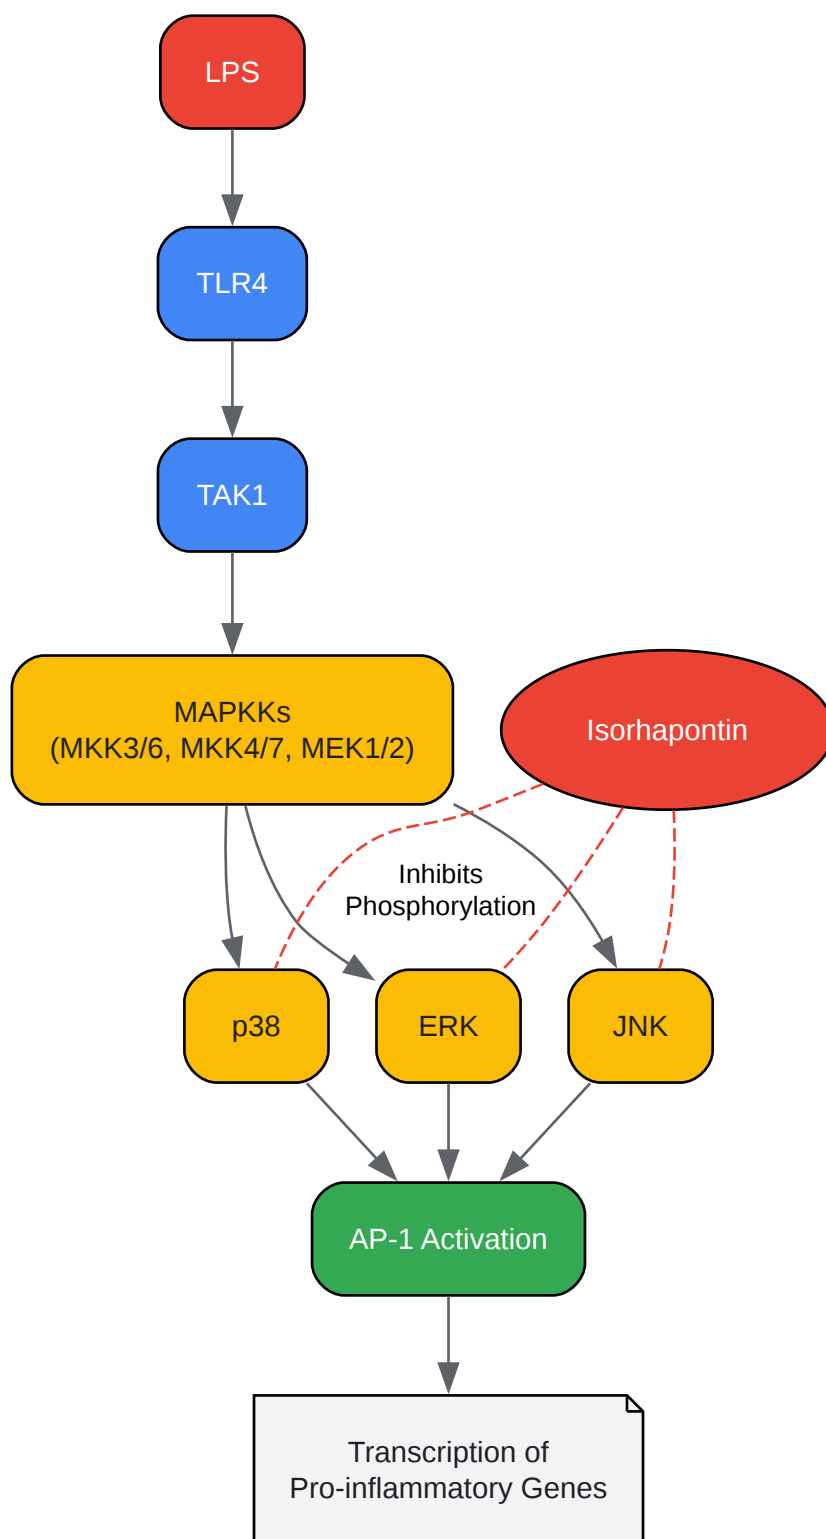 LPS
TLR4
TAK1
MAPKKs
(MKK3/6, MKK4/7, MEK1/2)
Isorhapontin
Inhibits
Phosphorylation
p38
ERK
JNK
AP-1 Activation
Transcription of
Pro-inflammatory Genes